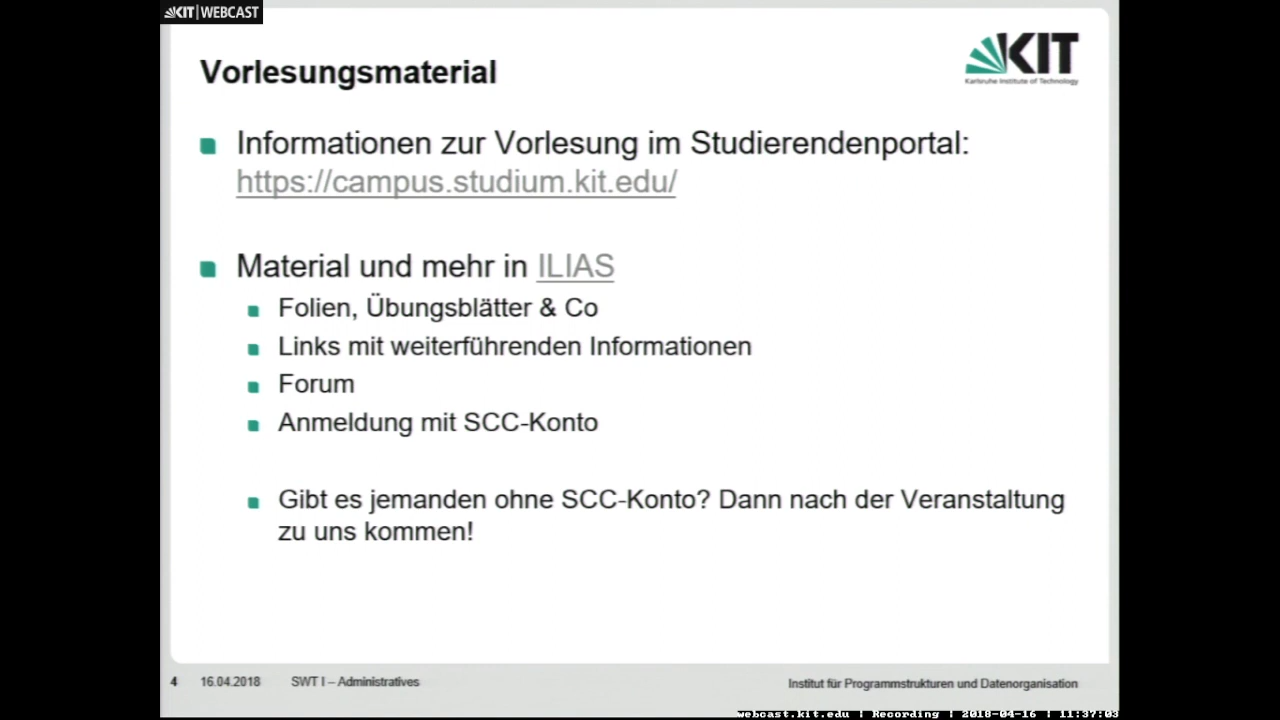 KIT | WEBCAST
Vorlesungsmaterial
KIT
Karlsruhe Institute of Technology
Informationen zur Vorlesung im Studierendenportal:
https://campus.studium.kit.edu/
Material und mehr in ILIAS
Folien, Übungsblätter & Co
Links mit weiterführenden Informationen
Forum
Anmeldung mit SCC-Konto
Gibt es jemanden ohne SCC-Konto? Dann nach der Veranstaltung
zu uns kommen!
4 16.04.2018 SWT I – Administratives
Institut für Programmstrukturen und Datenorganisation
webcast.kit.edu | Recording | 2018-04-16 | 11:37:03